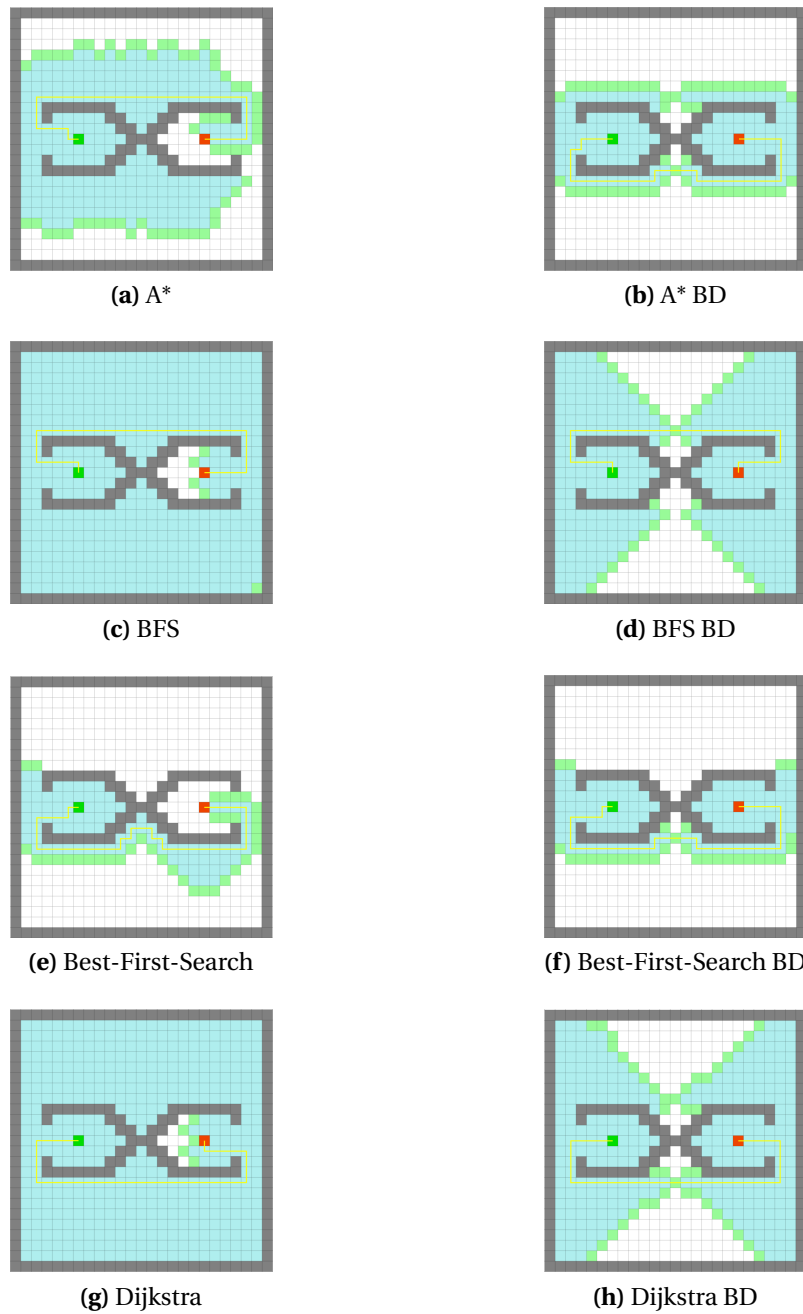 (a) A*
(b) A* BD
(c) BFS
(d) BFS BD
(e) Best-First-Search
(f) Best-First-Search BD
(g) Dijkstra
(h) Dijkstra BD